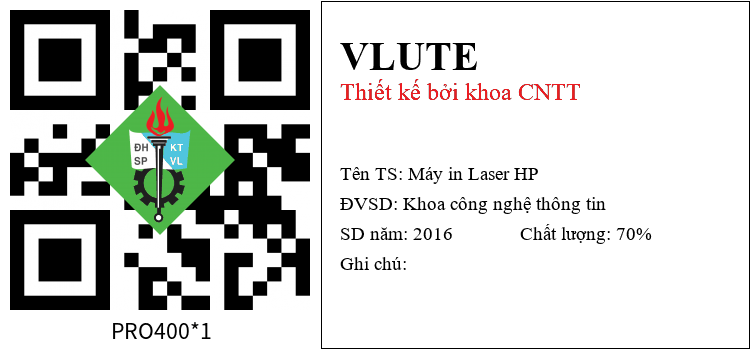 ĐH KT
SP VL
PRO400*1
VLUTE
Thiết kế bởi khoa CNTT
Tên TS: Máy in Laser HP
ĐVSD: Khoa công nghệ thông tin
SD năm: 2016 Chất lượng: 70%
Ghi chú: